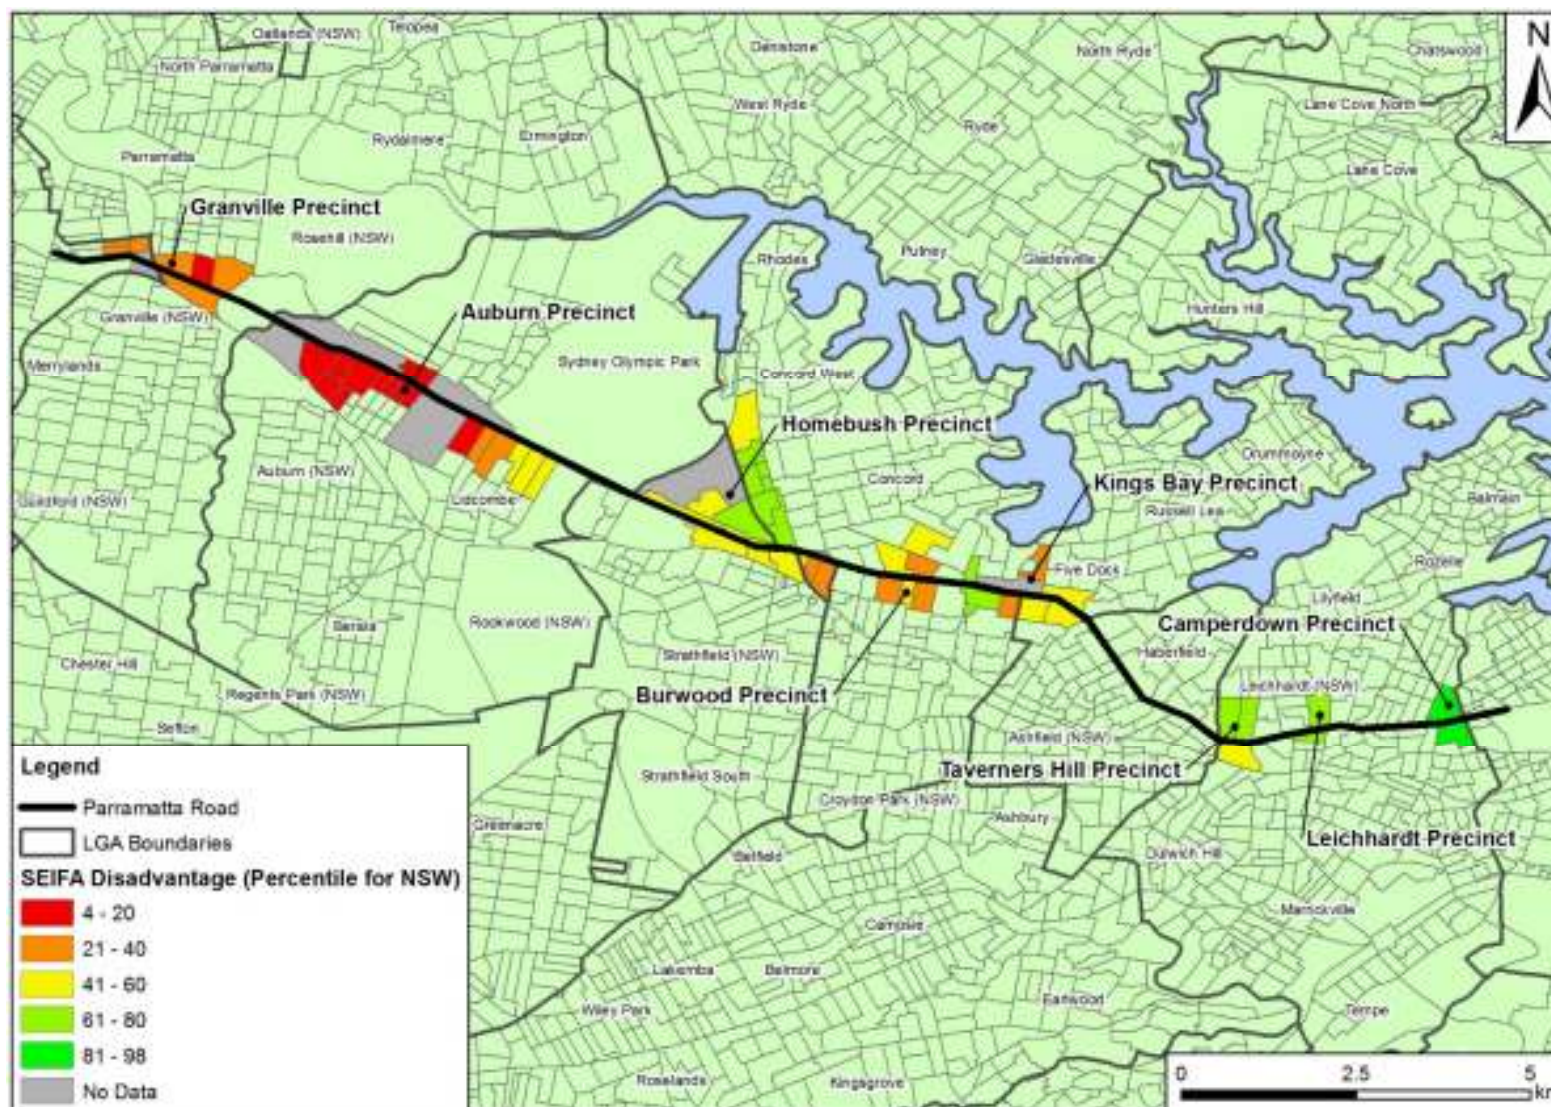 Oatlands (NSW)
Telopea
Denistone
North Ryde
Chatswood
N
North Parramatta
West Ryde
Lane Cove North
Rydalmere
Ermington
Ryde
Parramatta
Lane Cove
Granville Precinct
Rosehill (NSW)
Putney
Rhodes
Gladesville
Hunters Hill
Granville (NSW)
Auburn Precinct
Merrylands
Sydney Olympic Park
Concord West
Homebush Precinct
Drummoyne
Auburn (NSW)
Concord
Kings Bay Precinct
Guildford (NSW)
Lidcombe
Russell Lea
Balmain
Five Dock
Rozelle
Lilyfield
Berala
Rookwood (NSW)
Camperdown Precinct
Chester Hill
Strathfield (NSW)
Haberfield
Regents Park (NSW)
Burwood Precinct
Leichhardt (NSW)
Sefton
Ashfield (NSW)
Taverners Hill Precinct
Strathfield South
Croydon Park (NSW)
Greenacre
Ashbury
Leichhardt Precinct
Belfield
Dulwich Hill
Marrickville
Campsie
Lakemba
Belmore
Earlwood
Wiley Park
Tempe
Roselands
Kingsgrove
Legend
Parramatta Road
LGA Boundaries
SEIFA Disadvantage (Percentile for NSW)
4 - 20
21 - 40
41 - 60
61 - 80
81 - 98
No Data
0 2.5 5
km